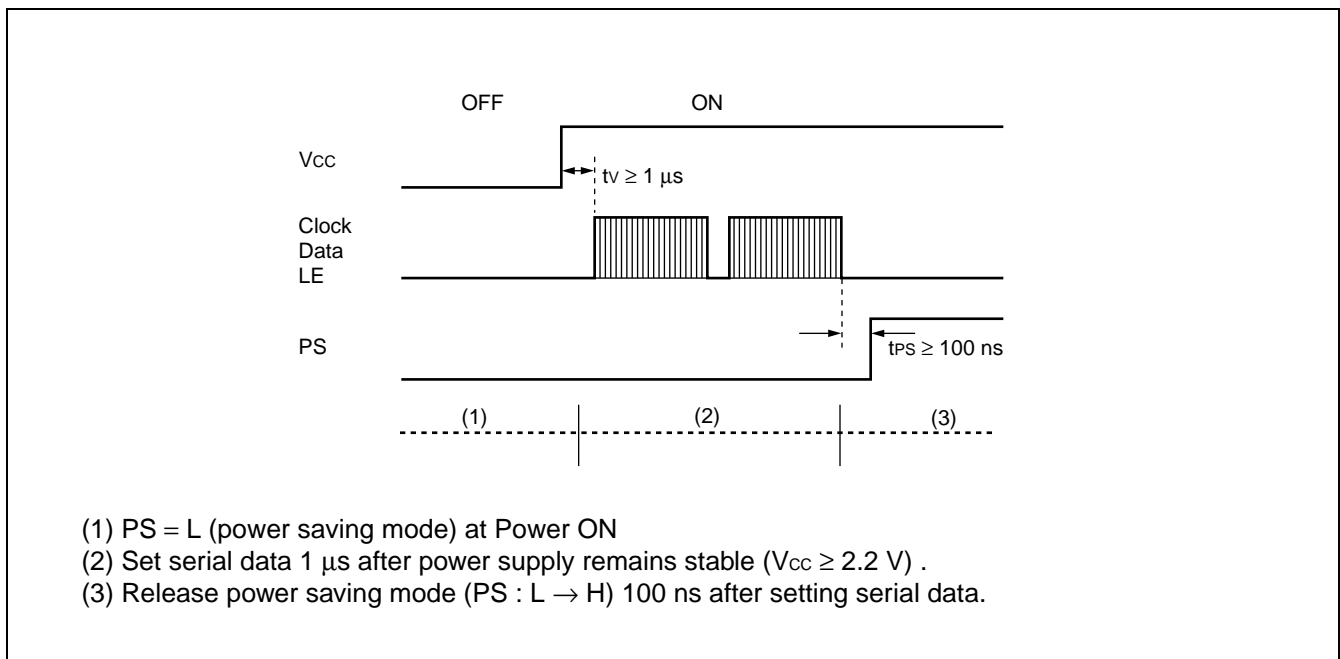 OFF ON
VCC
tV ≥ 1 μs
Clock
Data
LE
PS
tPS ≥ 100 ns
(1) (2) (3)
(1) PS = L (power saving mode) at Power ON
(2) Set serial data 1 μs after power supply remains stable (VCC ≥ 2.2 V) .
(3) Release power saving mode (PS : L → H) 100 ns after setting serial data.